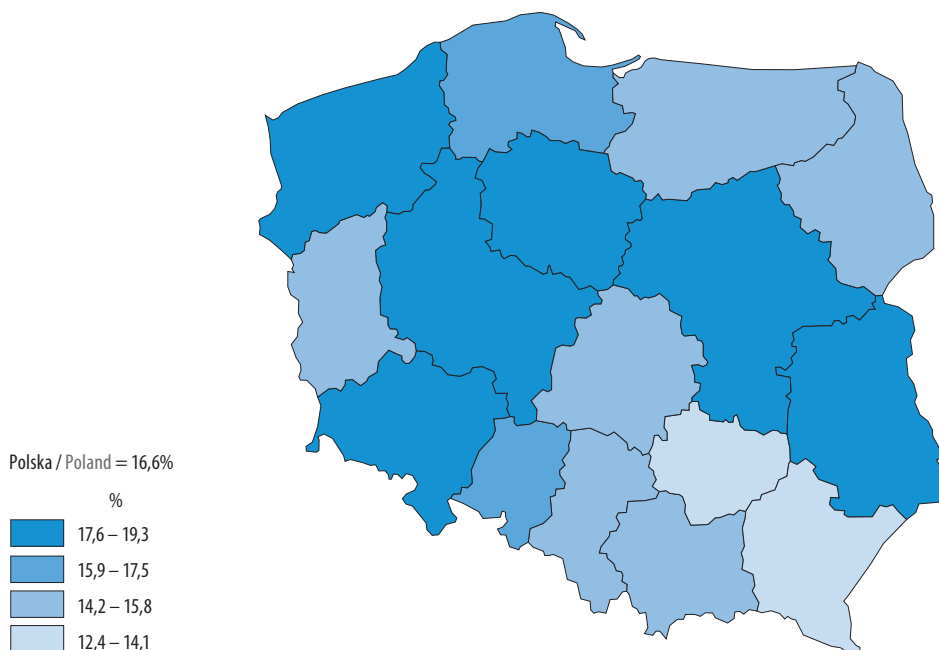 Polska / Poland = 16,6%
%
17,6 – 19,3
15,9 – 17,5
14,2 – 15,8
12,4 – 14,1